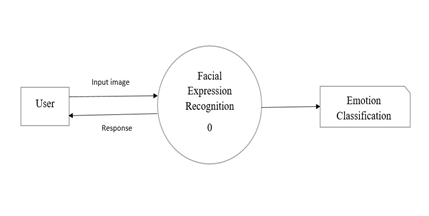 Input image
User
Response
Facial
Expression
Recognition
0
Emotion
Classification